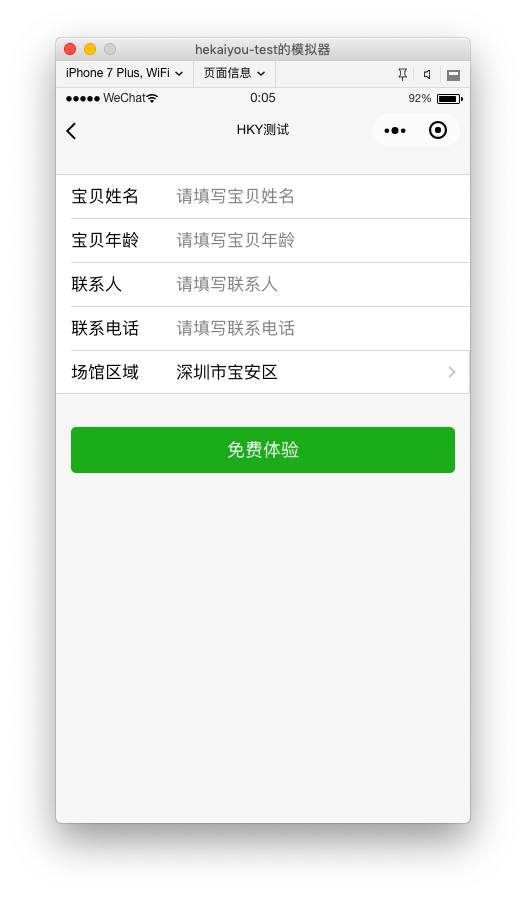 hekaiyou-test的模拟器
iPhone 7 Plus, WiFi 页面信息
WeChat 0:05 92%
HKY测试
宝贝姓名 请填写宝贝姓名
宝贝年龄 请填写宝贝年龄
联系人 请填写联系人
联系电话 请填写联系电话
场馆区域 深圳市宝安区
免费体验